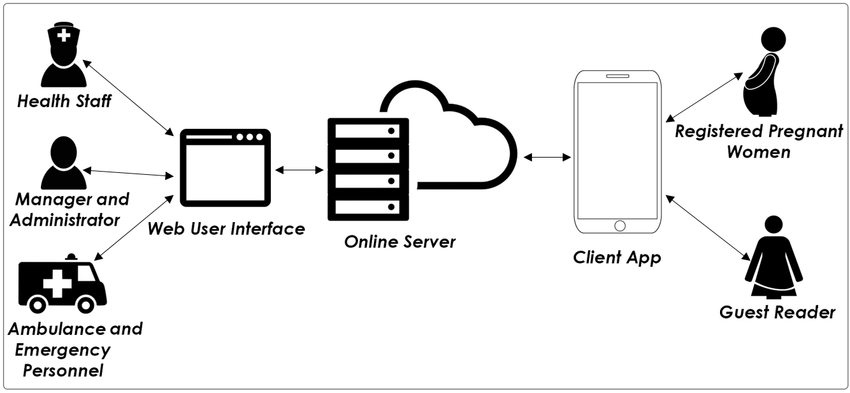 Health Staff
Manager and
Administrator
Ambulance and
Emergency
Personnel
Web User Interface
Online Server
Client App
Registered Pregnant
Women
Guest Reader